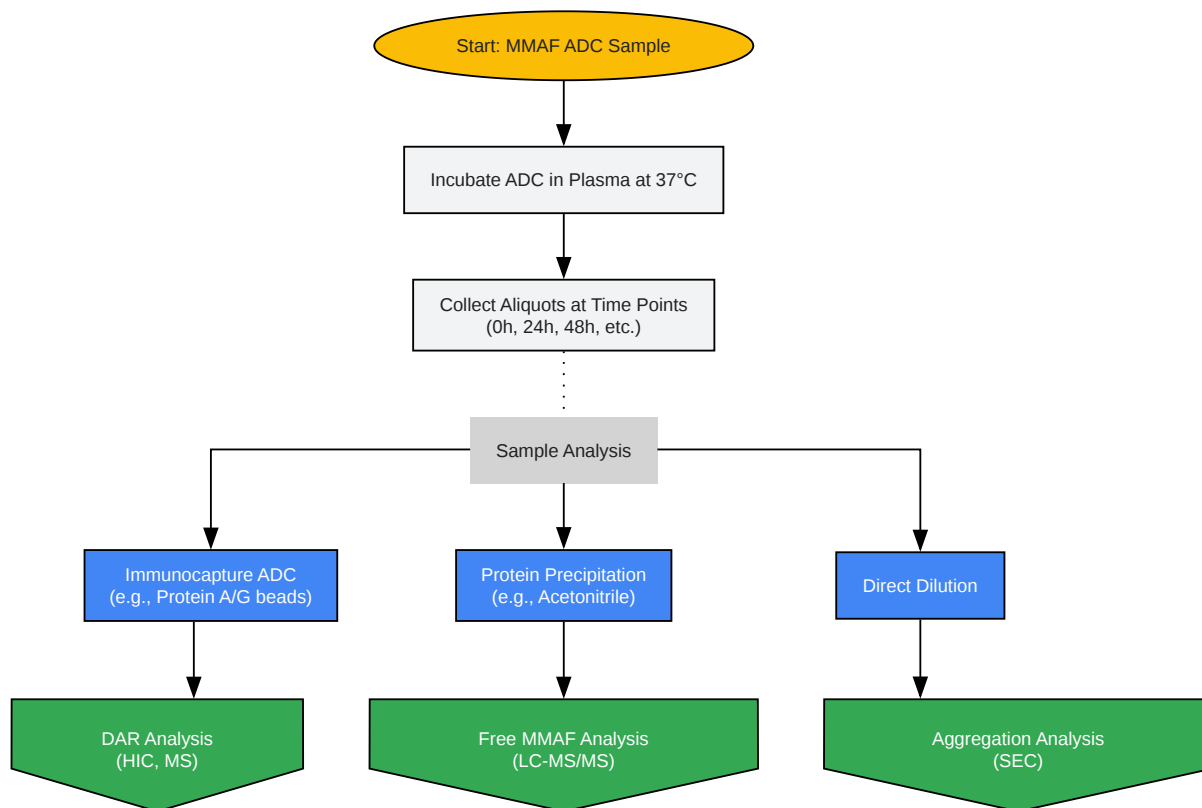 Start: MMAF ADC Sample
Incubate ADC in Plasma at 37°C
Collect Aliquots at Time Points
(0h, 24h, 48h, etc.)
Sample Analysis
Immunocapture ADC
(e.g., Protein A/G beads)
Protein Precipitation
(e.g., Acetonitrile)
Direct Dilution
DAR Analysis
(HIC, MS)
Free MMAF Analysis
(LC-MS/MS)
Aggregation Analysis
(SEC)